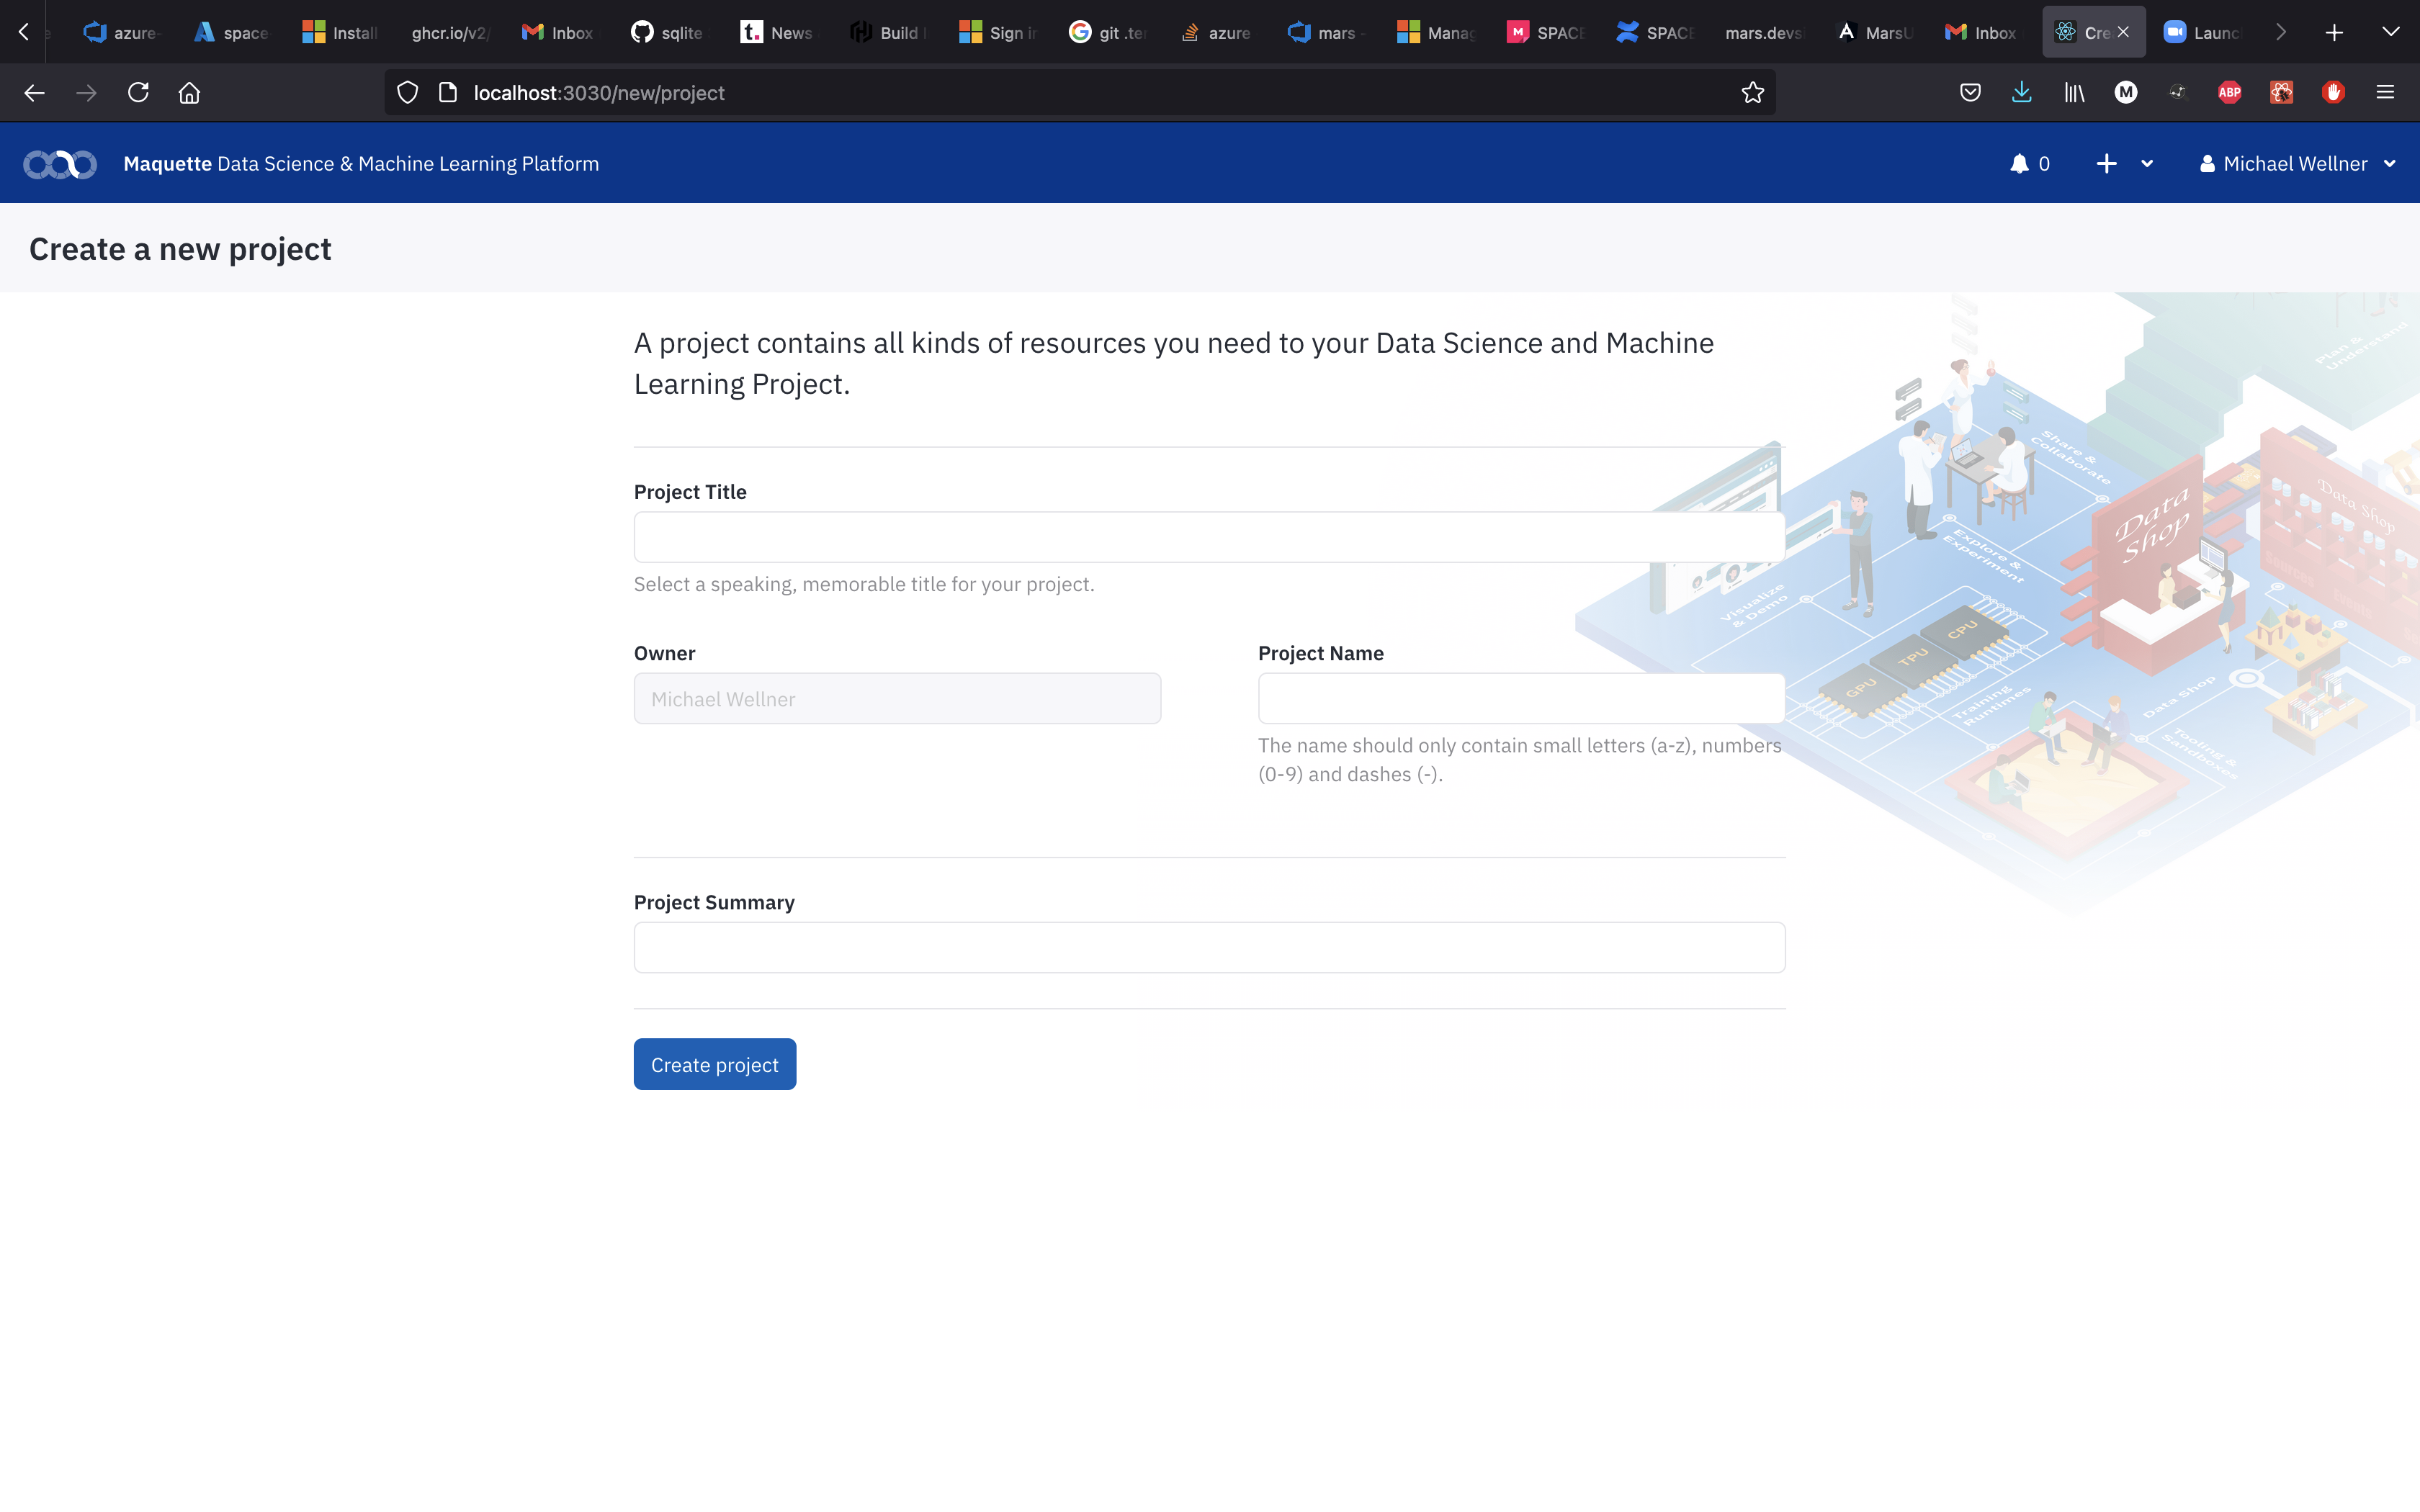 azure- space Install ghcr.io/v2/ Inbox sqlite News Build Sign in git .ter azure mars - Manag SPACE SPACE mars.devs MarsU Inbox Cre Launc
localhost:3030/new/project
ABP
Maquette Data Science & Machine Learning Platform
0
Michael Wellner
Create a new project
A project contains all kinds of resources you need to your Data Science and Machine
Learning Project.
Project Title
Select a speaking, memorable title for your project.
Owner
Project Name
Michael Wellner
The name should only contain small letters (a-z), numbers
(0-9) and dashes (-).
Project Summary
Create project
Plan &
Understand
Share &
Collaborate
Data
Shop
Data Shop
Explore &
Experiment
Visualize
& Demo
CPU
TPU
GPU
Training
Runtimes
Data Shop
Tooling &
Sandboxes